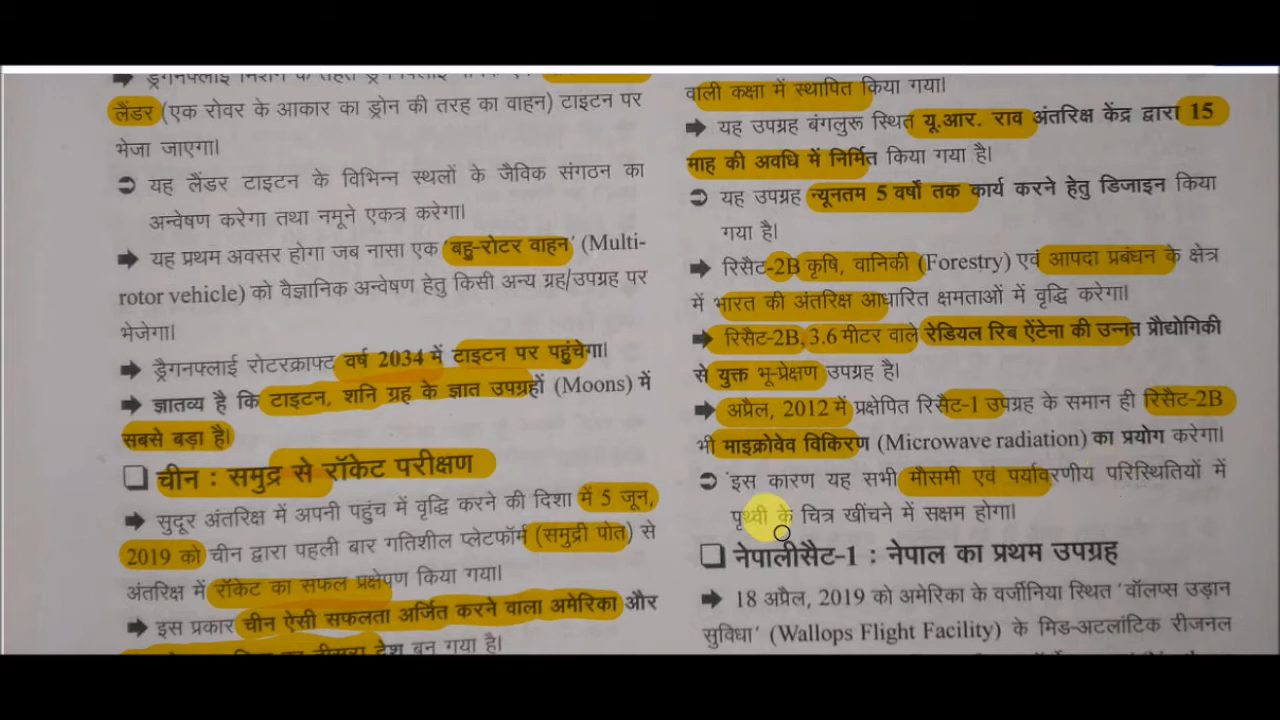 लैंडर (एक रोवर के आकार का ड्रोन की तरह का वाहन) टाइटन पर
भेजा जाएगा।
➲ यह लैंडर टाइटन के विभिन्न स्थलों के जैविक संगठन का
अन्वेषण करेगा तथा नमूने एकत्र करेगा।
➡ यह प्रथम अवसर होगा जब नासा एक 'बहु-रोटर वाहन' (Multi-
rotor vehicle) को वैज्ञानिक अन्वेषण हेतु किसी अन्य ग्रह/उपग्रह पर
भेजेगा।
➡ ड्रैगनफ्लाई रोटरक्राफ्ट वर्ष 2034 में टाइटन पर पहुंचेगा।
➡ ज्ञातव्य है कि टाइटन, शनि ग्रह के ज्ञात उपग्रहों (Moons) में
सबसे बड़ा है।
❑ चीन : समुद्र से रॉकेट परीक्षण
➡ सुदूर अंतरिक्ष में अपनी पहुंच में वृद्धि करने की दिशा में 5 जून,
2019 को चीन द्वारा पहली बार गतिशील प्लेटफॉर्म (समुद्री पोत) से
अंतरिक्ष में रॉकेट का सफल प्रक्षेपण किया गया।
➡ इस प्रकार चीन ऐसी सफलता अर्जित करने वाला अमेरिका और
देश बन गया है।
वाली कक्षा में स्थापित किया गया।
➡ यह उपग्रह बंगलुरू स्थित यू.आर. राव अंतरिक्ष केंद्र द्वारा 15
माह की अवधि में निर्मित किया गया है।
➲ यह उपग्रह न्यूनतम 5 वर्षों तक कार्य करने हेतु डिजाइन किया
गया है।
➡ रिसैट-2B कृषि, वानिकी (Forestry) एवं आपदा प्रबंधन के क्षेत्र
में भारत की अंतरिक्ष आधारित क्षमताओं में वृद्धि करेगा।
➡ रिसैट-2B, 3.6 मीटर वाले रेडियल रिब ऐंटेना की उन्नत प्रौद्योगिकी
से युक्त भू-प्रेक्षण उपग्रह है।
➡ अप्रैल, 2012 में प्रक्षेपित रिसैट-1 उपग्रह के समान ही रिसैट-2B
भी माइक्रोवेव विकिरण (Microwave radiation) का प्रयोग करेगा।
➲ इस कारण यह सभी मौसमी एवं पर्यावरणीय परिस्थितियों में
पृथ्वी के चित्र खींचने में सक्षम होगा।
❑ नेपालीसैट-1 : नेपाल का प्रथम उपग्रह
➡ 18 अप्रैल, 2019 को अमेरिका के वर्जीनिया स्थित 'वॉलप्स उड़ान
सुविधा' (Wallops Flight Facility) के मिड-अटलांटिक रीजनल